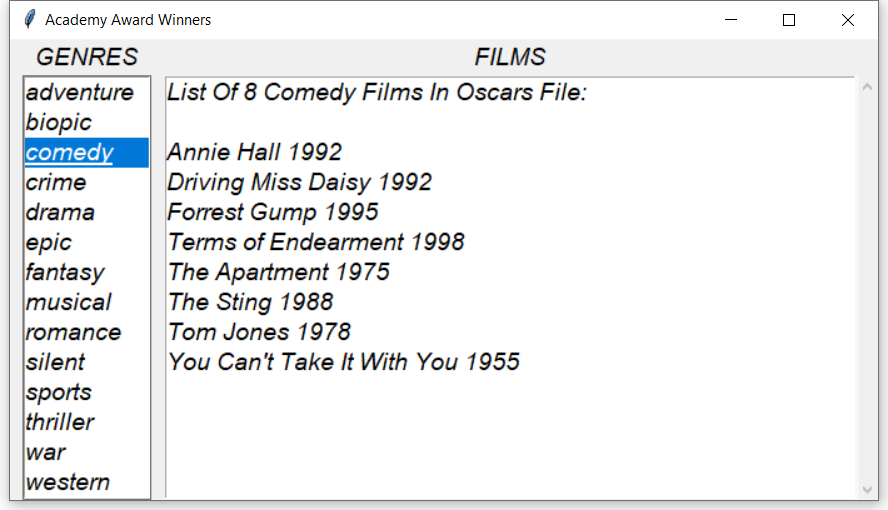 Academy Award Winners
GENRES
FILMS
adventure
biopic
comedy
crime
drama
epic
fantasy
musical
romance
silent
sports
thriller
war
western
List Of 8 Comedy Films In Oscars File:
Annie Hall 1992
Driving Miss Daisy 1992
Forrest Gump 1995
Terms of Endearment 1998
The Apartment 1975
The Sting 1988
Tom Jones 1978
You Can't Take It With You 1955